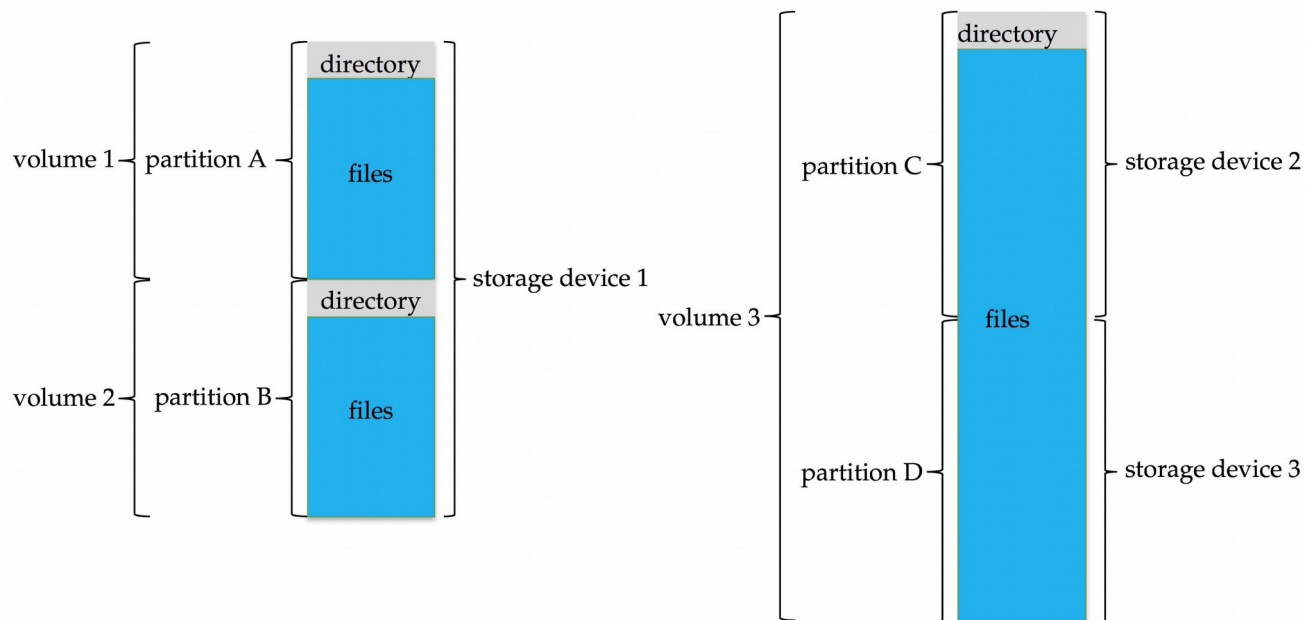 directory
volume 1
partition A
files
storage device 1
directory
volume 2
partition B
files
directory
partition C
storage device 2
volume 3
files
partition D
storage device 3